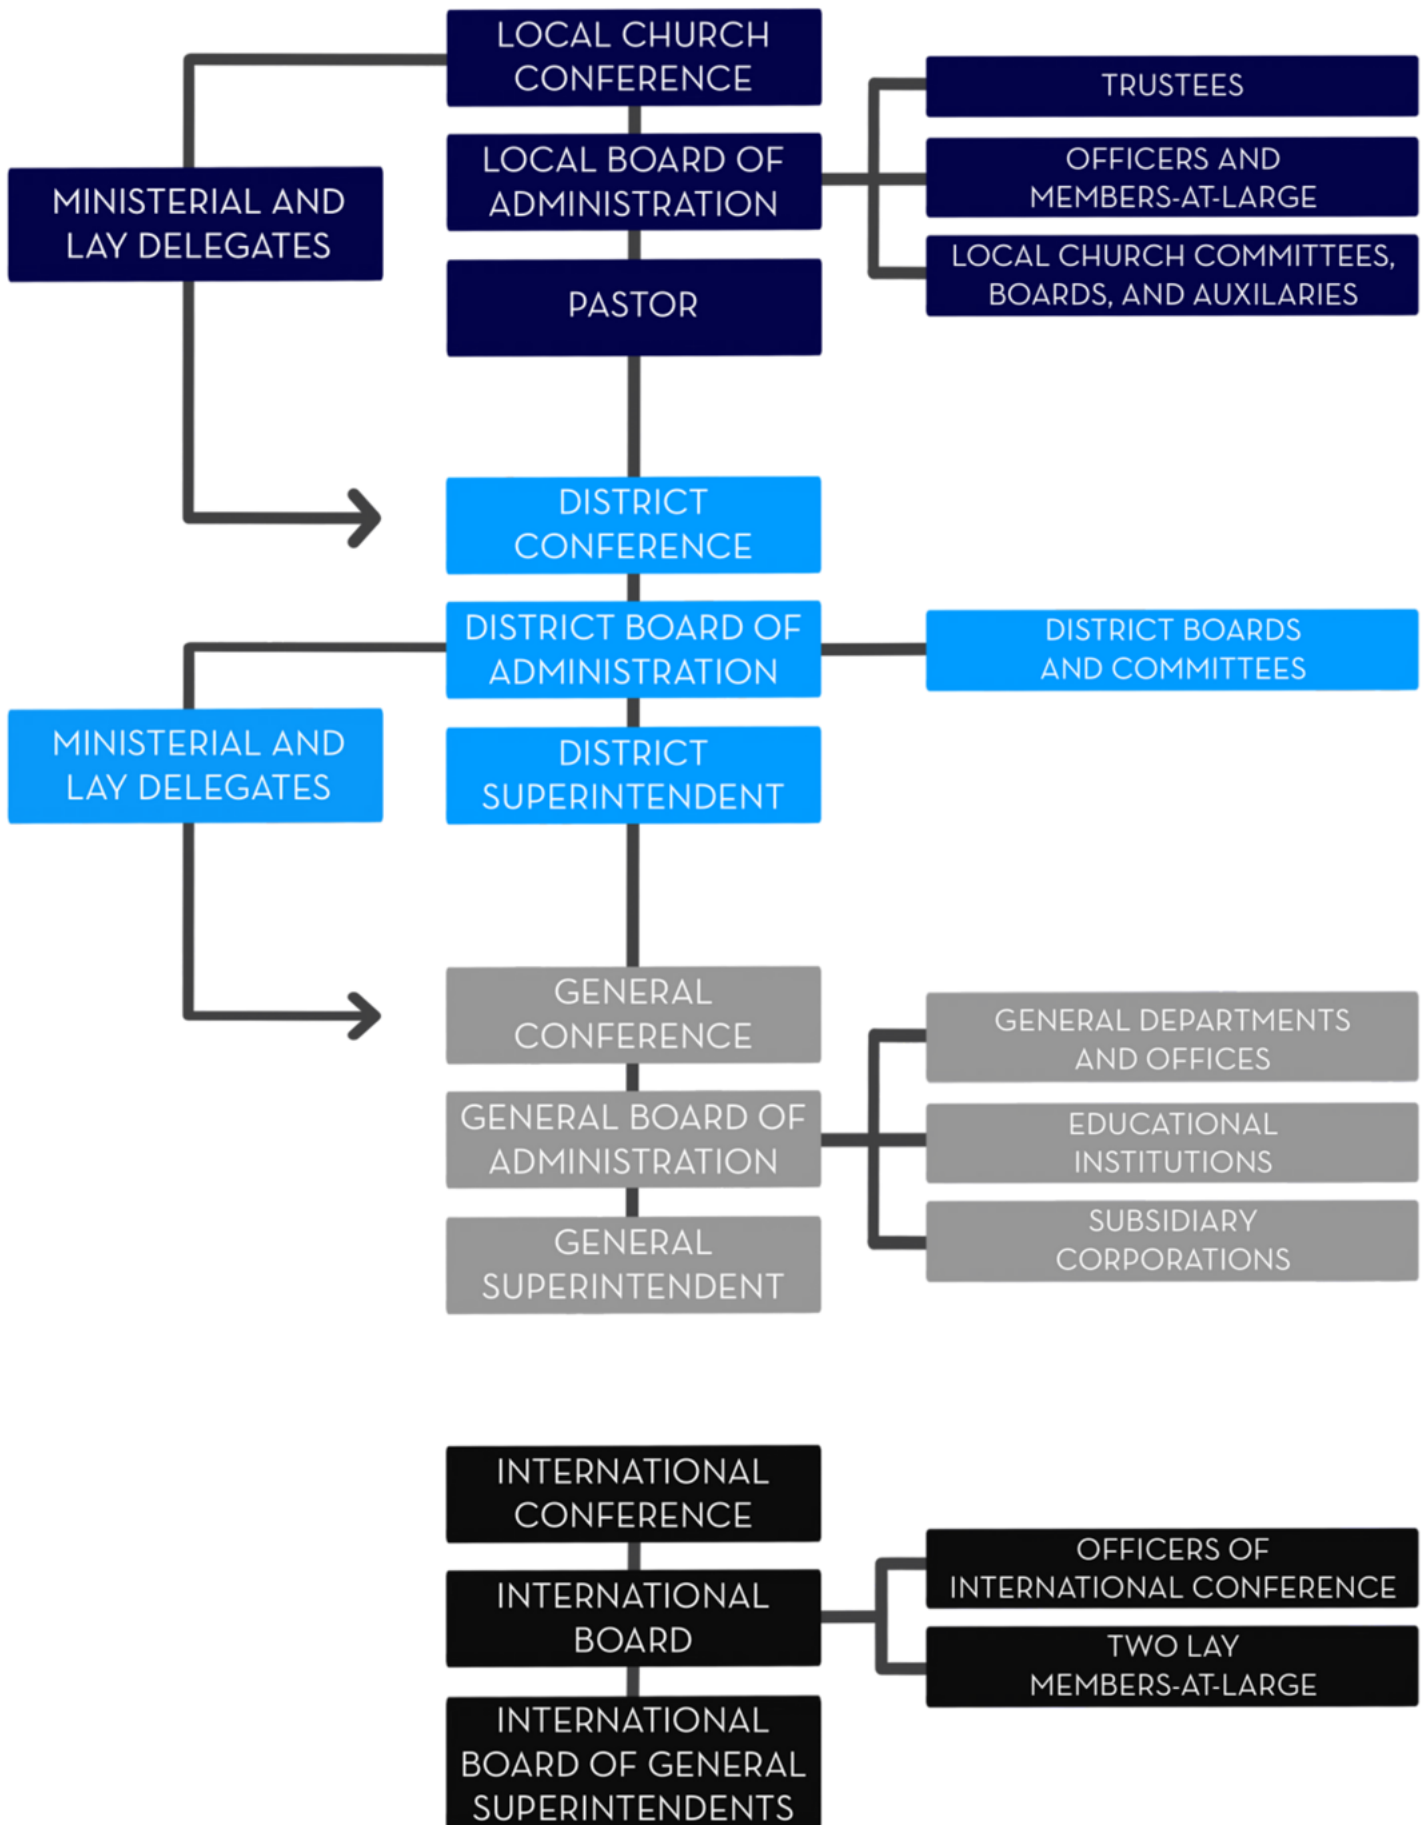 LOCAL CHURCH
CONFERENCE
LOCAL BOARD OF
ADMINISTRATION
PASTOR
TRUSTEES
OFFICERS AND
MEMBERS-AT-LARGE
LOCAL CHURCH COMMITTEES,
BOARDS, AND AUXILARIES
MINISTERIAL AND
LAY DELEGATES
DISTRICT
CONFERENCE
DISTRICT BOARD OF
ADMINISTRATION
DISTRICT
SUPERINTENDENT
DISTRICT BOARDS
AND COMMITTEES
MINISTERIAL AND
LAY DELEGATES
GENERAL
CONFERENCE
GENERAL BOARD OF
ADMINISTRATION
GENERAL
SUPERINTENDENT
GENERAL DEPARTMENTS
AND OFFICES
EDUCATIONAL
INSTITUTIONS
SUBSIDIARY
CORPORATIONS
INTERNATIONAL
CONFERENCE
INTERNATIONAL
BOARD
INTERNATIONAL
BOARD OF GENERAL
SUPERINTENDENTS
OFFICERS OF
INTERNATIONAL CONFERENCE
TWO LAY
MEMBERS-AT-LARGE